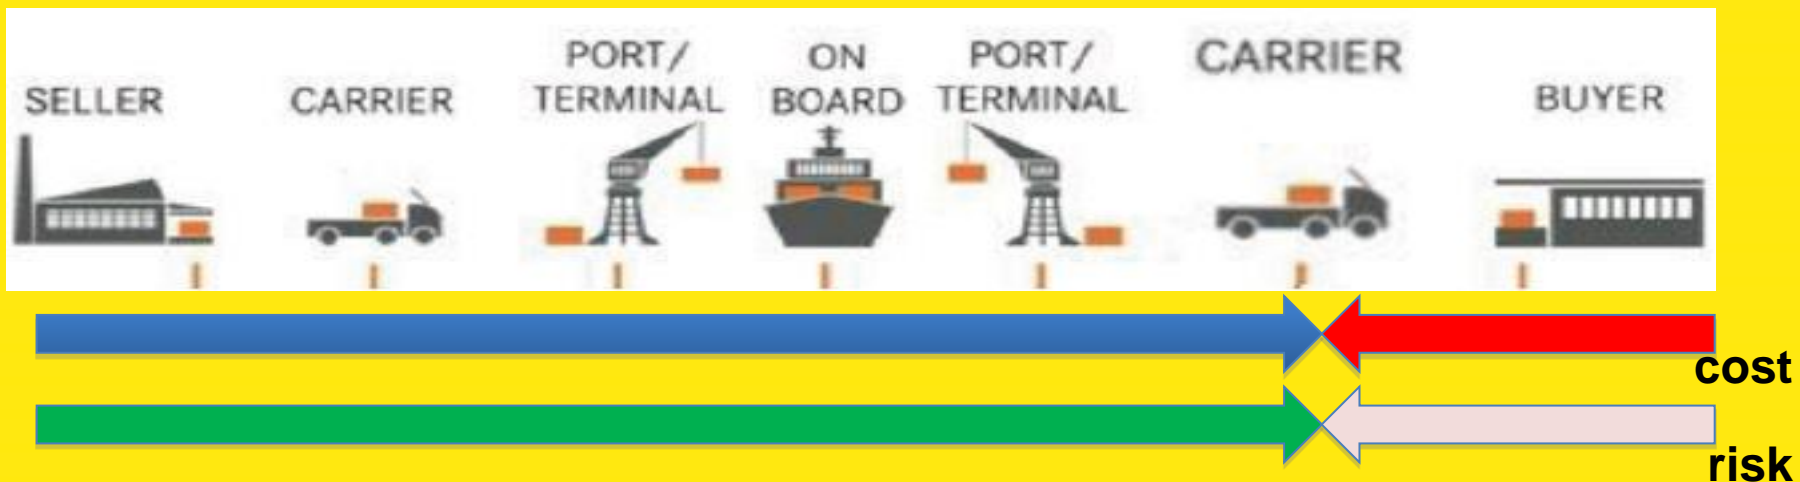 SELLER
CARRIER
PORT/
TERMINAL
ON
BOARD
PORT/
TERMINAL
CARRIER
BUYER
cost
risk